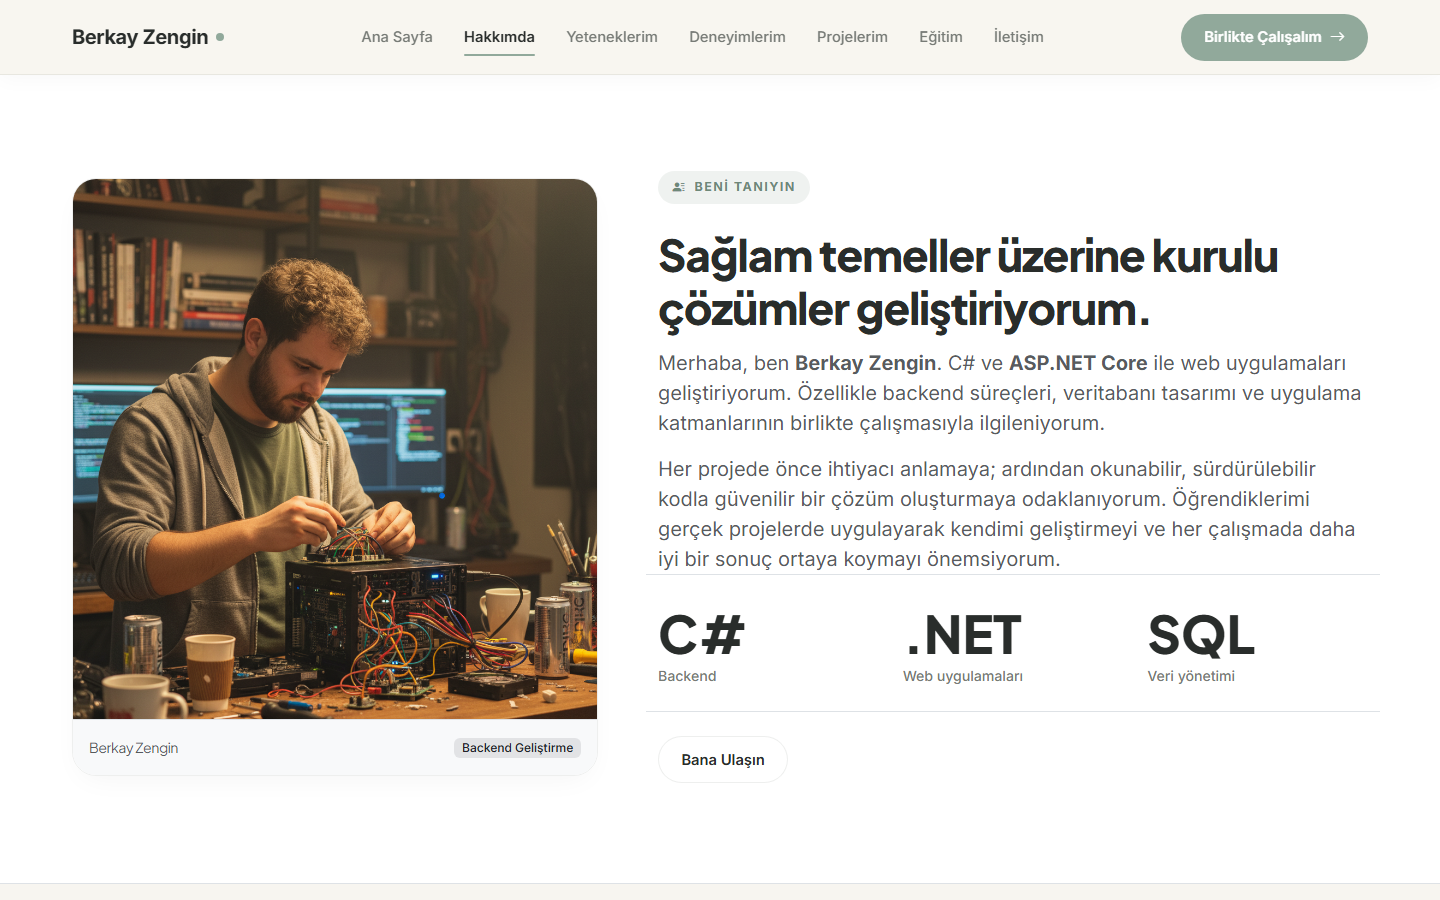 Berkay Zengin
Ana Sayfa
Hakkımda
Yeteneklerim
Deneyimlerim
Projelerim
Eğitim
İletişim
Birlikte Çalışalım →
BENİ TANIYIN
Sağlam temeller üzerine kurulu
çözümler geliştiriyorum.
Merhaba, ben Berkay Zengin. C# ve ASP.NET Core ile web uygulamaları
geliştiriyorum. Özellikle backend süreçleri, veritabanı tasarımı ve uygulama
katmanlarının birlikte çalışmasıyla ilgileniyorum.
Her projede önce ihtiyacı anlamaya; ardından okunabilir, sürdürülebilir
kodla güvenilir bir çözüm oluşturmaya odaklanıyorum. Öğrendiklerimi
gerçek projelerde uygulayarak kendimi geliştirmeyi ve her çalışmada daha
iyi bir sonuç ortaya koymayı önemsiyorum.
C#
Backend
.NET
Web uygulamaları
SQL
Veri yönetimi
Berkay Zengin
Backend Geliştirme
Bana Ulaşın